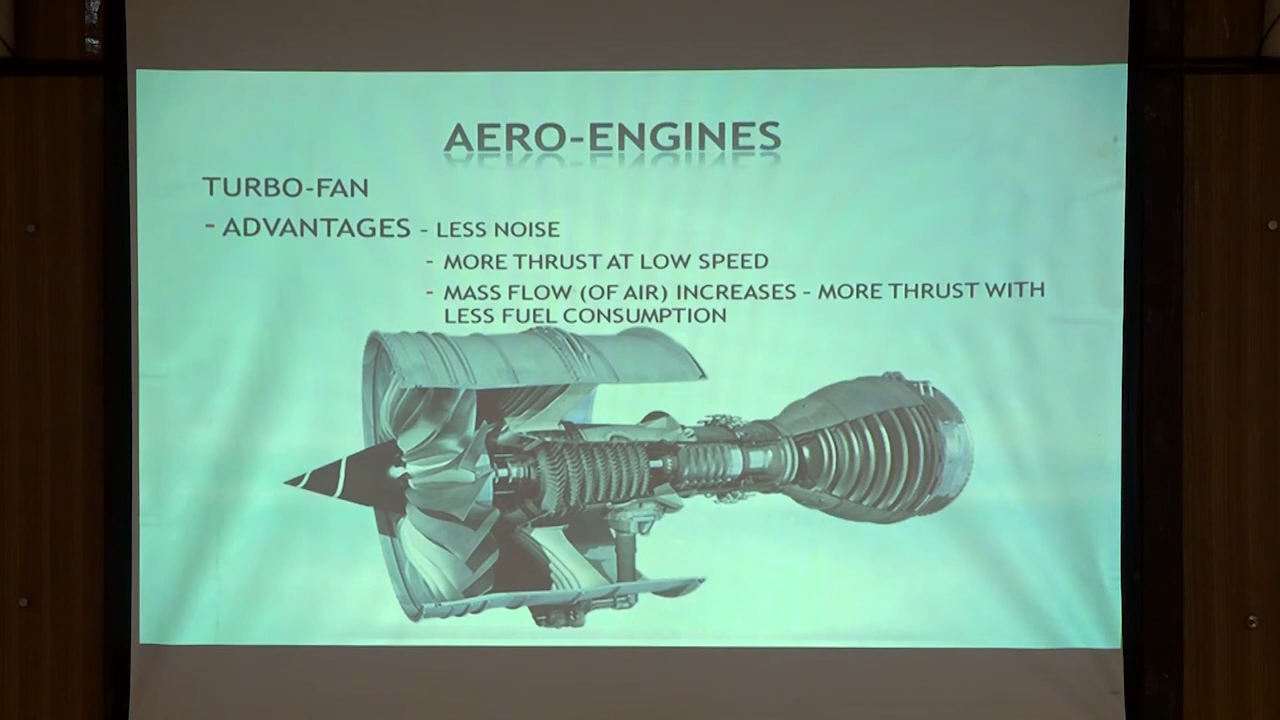 AERO-ENGINES
TURBO-FAN
- ADVANTAGES - LESS NOISE
- MORE THRUST AT LOW SPEED
- MASS FLOW (OF AIR) INCREASES - MORE THRUST WITH
LESS FUEL CONSUMPTION